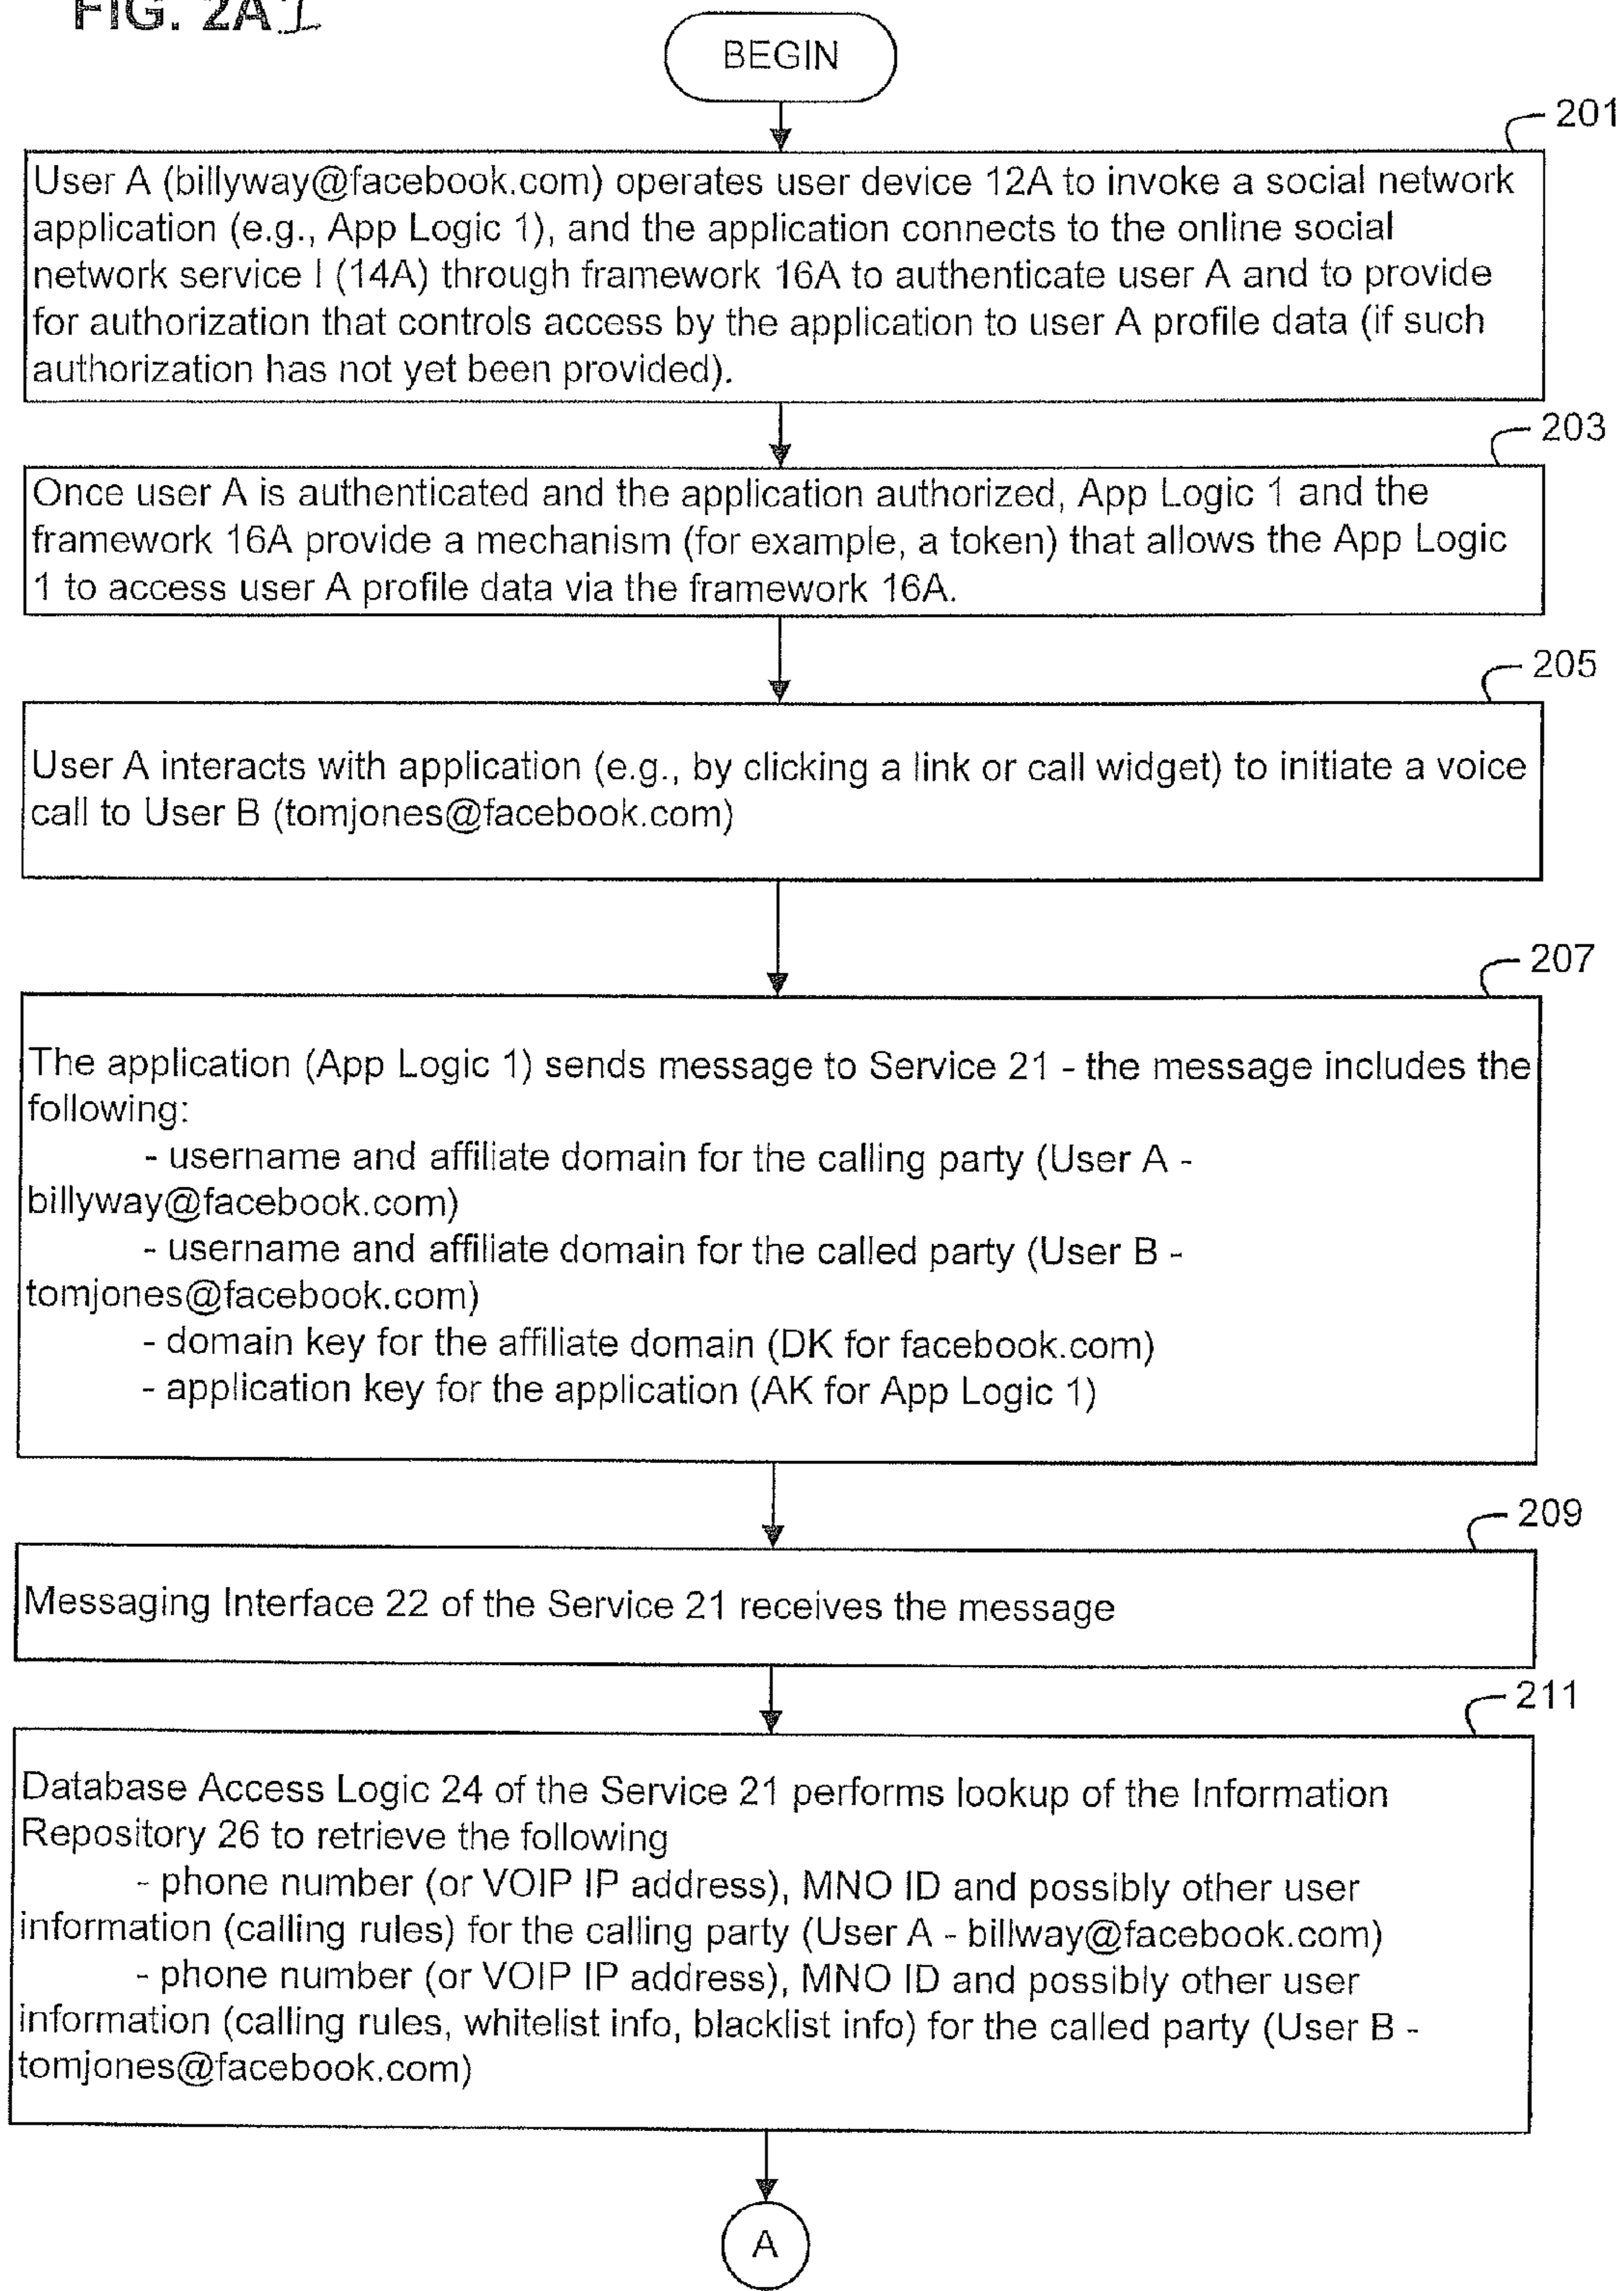 FIG. 2A1
BEGIN
201
User A (billyway@facebook.com) operates user device 12A to invoke a social network
application (e.g., App Logic 1), and the application connects to the online social
network service I (14A) through framework 16A to authenticate user A and to provide
for authorization that controls access by the application to user A profile data (if such
authorization has not yet been provided).
203
Once user A is authenticated and the application authorized, App Logic 1 and the
framework 16A provide a mechanism (for example, a token) that allows the App Logic
1 to access user A profile data via the framework 16A.
205
User A interacts with application (e.g., by clicking a link or call widget) to initiate a voice
call to User B (tomjones@facebook.com)
207
The application (App Logic 1) sends message to Service 21 - the message includes the
following:
- username and affiliate domain for the calling party (User A -
billyway@facebook.com)
- username and affiliate domain for the called party (User B -
tomjones@facebook.com)
- domain key for the affiliate domain (DK for facebook.com)
- application key for the application (AK for App Logic 1)
209
Messaging Interface 22 of the Service 21 receives the message
211
Database Access Logic 24 of the Service 21 performs lookup of the Information
Repository 26 to retrieve the following
- phone number (or VOIP IP address), MNO ID and possibly other user
information (calling rules) for the calling party (User A - billway@facebook.com)
- phone number (or VOIP IP address), MNO ID and possibly other user
information (calling rules, whitelist info, blacklist info) for the called party (User B -
tomjones@facebook.com)
A